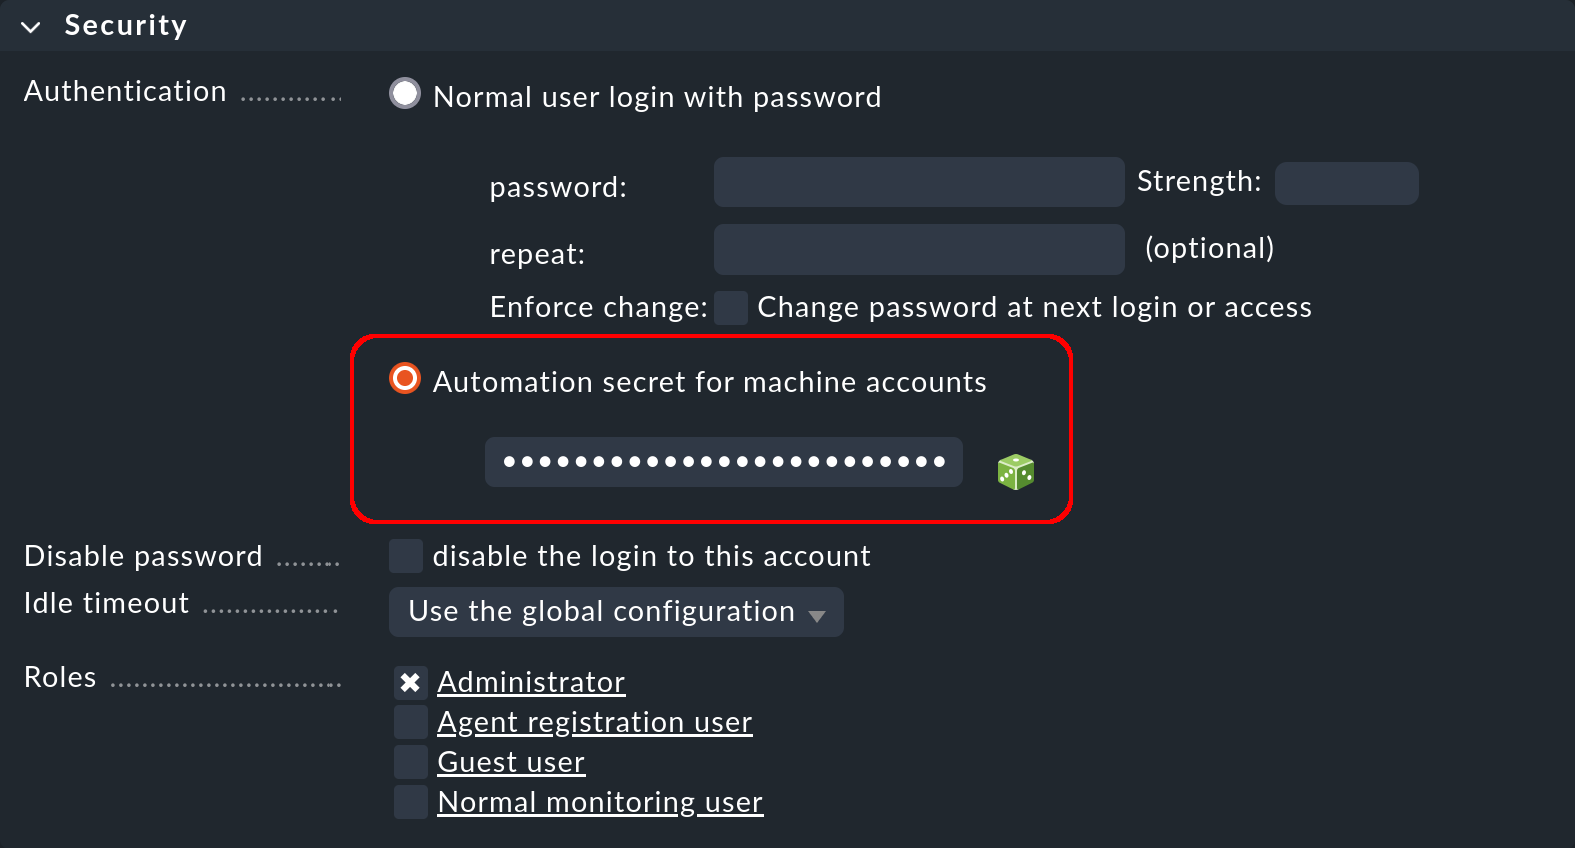 Security
Authentication ............ Normal user login with password
password: Strength:
repeat: (optional)
Enforce change: Change password at next login or access
Automation secret for machine accounts
•••••••••••••••••••••••••
Disable password ........ disable the login to this account
Idle timeout ................ Use the global configuration
Roles ........................... Administrator
Agent registration user
Guest user
Normal monitoring user